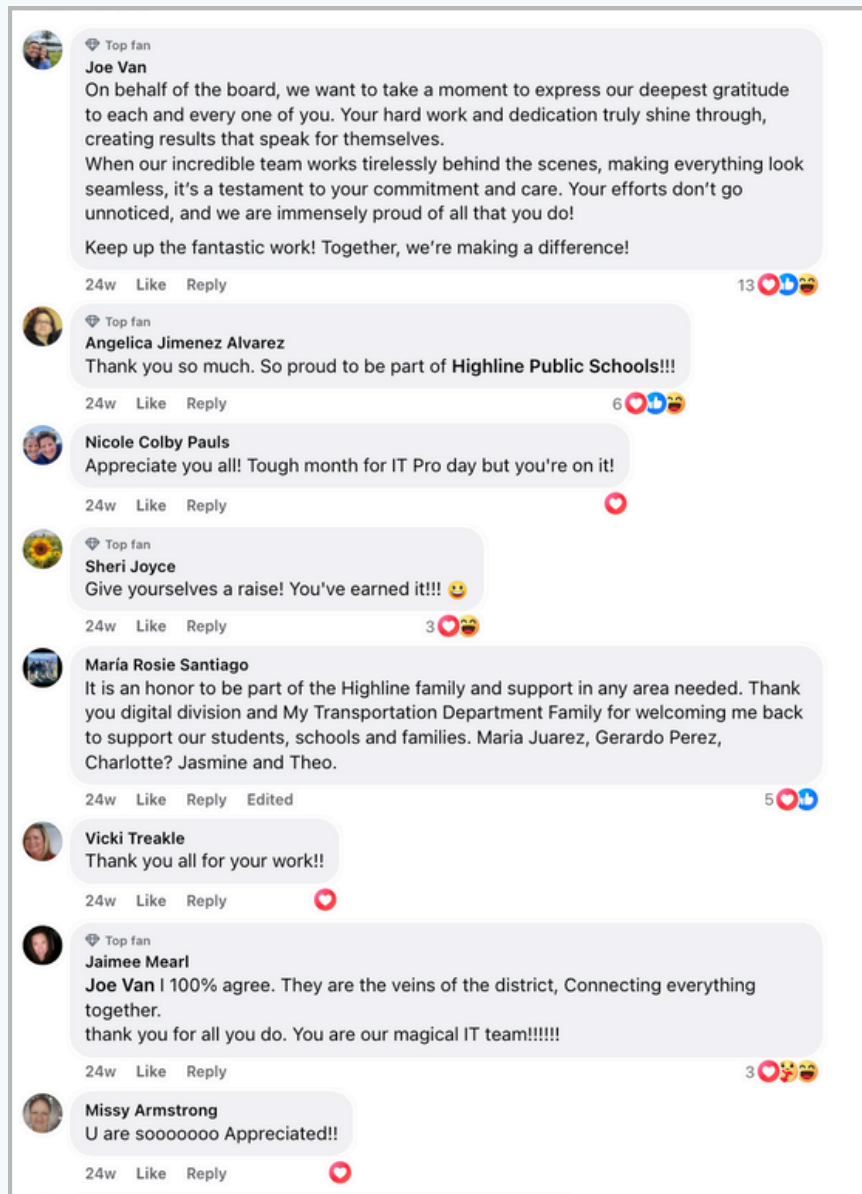 Top fan
Joe Van
On behalf of the board, we want to take a moment to express our deepest gratitude
to each and every one of you. Your hard work and dedication truly shine through,
creating results that speak for themselves.
When our incredible team works tirelessly behind the scenes, making everything look
seamless, it’s a testament to your commitment and care. Your efforts don’t go
unnoticed, and we are immensely proud of all that you do!
Keep up the fantastic work! Together, we’re making a difference!
24w Like Reply 13
Top fan
Angelica Jimenez Alvarez
Thank you so much. So proud to be part of Highline Public Schools!!!
24w Like Reply 6
Nicole Colby Pauls
Appreciate you all! Tough month for IT Pro day but you're on it!
24w Like Reply
Top fan
Sheri Joyce
Give yourselves a raise! You've earned it!!! 😀
24w Like Reply 3
María Rosie Santiago
It is an honor to be part of the Highline family and support in any area needed. Thank
you digital division and My Transportation Department Family for welcoming me back
to support our students, schools and families. Maria Juarez, Gerardo Perez,
Charlotte? Jasmine and Theo.
24w Like Reply Edited 5
Vicki Treakle
Thank you all for your work!!
24w Like Reply
Top fan
Jaimee Mearl
Joe Van I 100% agree. They are the veins of the district, Connecting everything
together.
thank you for all you do. You are our magical IT team!!!!!!
24w Like Reply 3
Missy Armstrong
U are sooooooo Appreciated!!
24w Like Reply